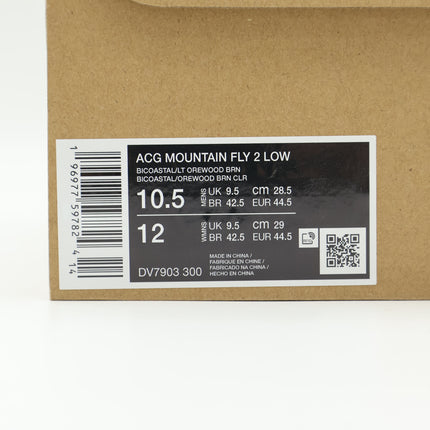 ACG MOUNTAIN FLY 2 LOW
BICOASTAL/LT OREWOOD BRN
BICOASTAL/OREWOOD BRN CLR
10.5 MENS UK 9.5 cm 28.5
BR 42.5 EUR 44.5
12 WMNS UK 9.5 cm 29
BR 42.5 EUR 44.5
DV7903 300
MADE IN CHINA /
FABRIQUE EN CHINE /
FABRICADO NA CHINA /
HECHO EN CHINA
1 96977 59782 4 14